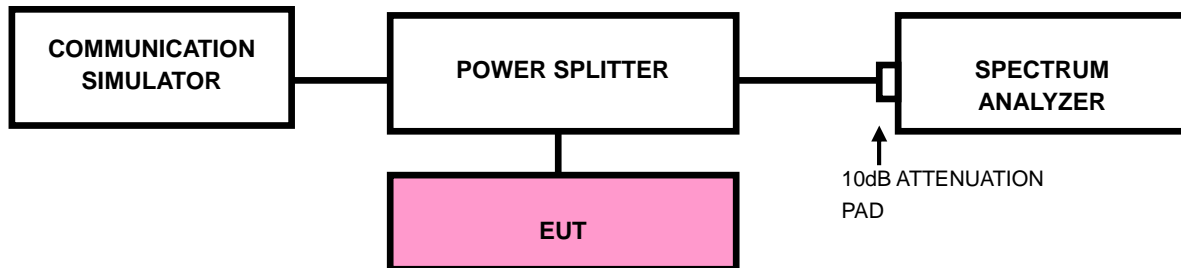 COMMUNICATION
SIMULATOR
POWER SPLITTER
SPECTRUM
ANALYZER
10dB ATTENUATION
PAD
EUT